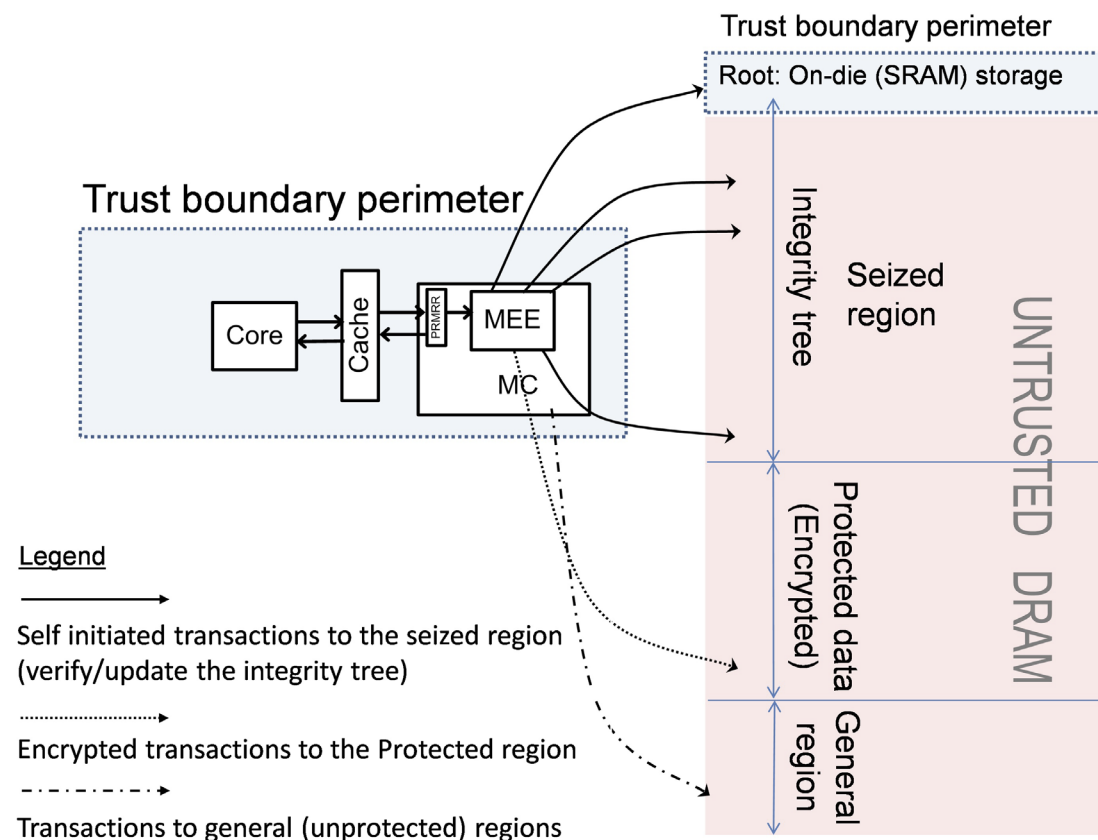 Trust boundary perimeter
Root: On-die (SRAM) storage
Trust boundary perimeter
Core
Cache
PRMRR
MEE
MC
Integrity tree
Seized
region
UNTRUSTED DRAM
Protected data
(Encrypted)
General
region
Legend
Self initiated transactions to the seized region
(verify/update the integrity tree)
Encrypted transactions to the Protected region
Transactions to general (unprotected) regions